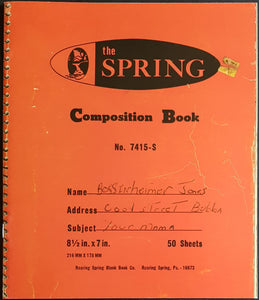 the
SPRING
Composition Book
No. 7415-S
Name Bobsenheimer Jones
Address Cool Street Bubba
Subject Your Mama
8½ in. x 7 in. 50 Sheets
216 MM X 178 MM
Roaring Spring Blank Book Co. Roaring Spring, Pa. - 16673